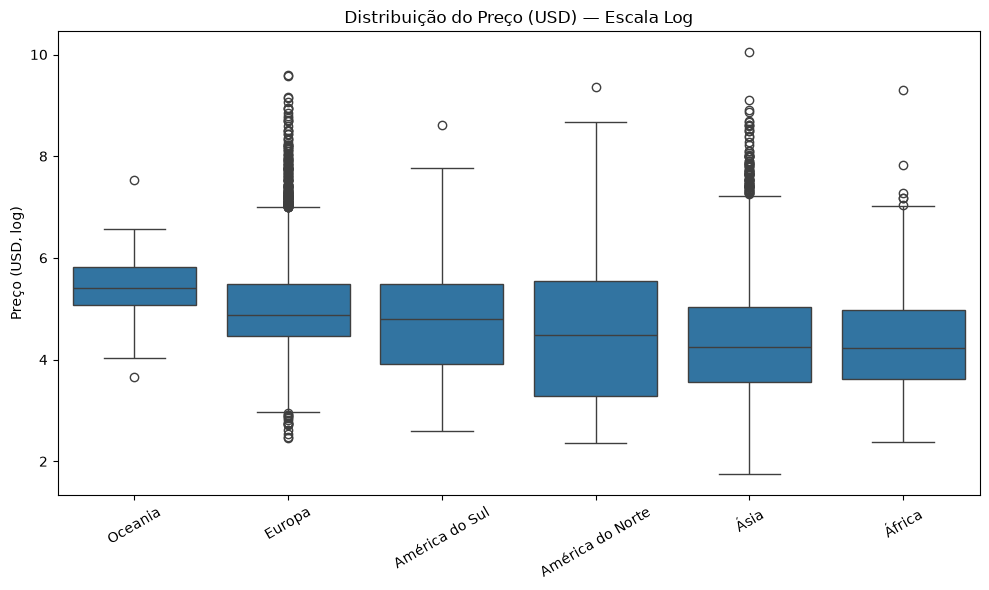 Distribuição do Preço (USD) — Escala Log
Preço (USD, log)
10
8
6
4
2
Oceania
Europa
América do Sul
América do Norte
Ásia
África